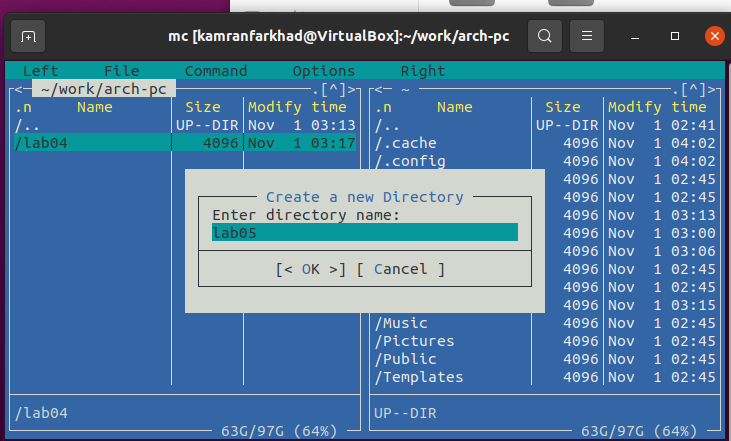 mc [kamranfarkhad@VirtualBox]:~/work/arch-pc
Left File Command Options Right
<─ ~/work/arch-pc .[^]>
.n Name Size Modify time
/.. UP--DIR Nov 1 03:13
/lab04 4096 Nov 1 03:17
<─ ~ .[^]>
.n Name Size Modify time
/.. UP--DIR Nov 1 02:41
/.cache 4096 Nov 1 04:02
/.config 4096 Nov 1 04:02
4096 Nov 1 02:45
4096 Nov 1 02:45
4096 Nov 1 03:13
4096 Nov 1 03:00
4096 Nov 1 03:06
4096 Nov 1 02:45
4096 Nov 1 02:45
4096 Nov 1 03:15
/Music 4096 Nov 1 02:45
/Pictures 4096 Nov 1 02:45
/Public 4096 Nov 1 02:45
/Templates 4096 Nov 1 02:45
Create a new Directory
Enter directory name:
lab05
[< OK >] [ Cancel ]
/lab04
63G/97G (64%)
UP--DIR
63G/97G (64%)